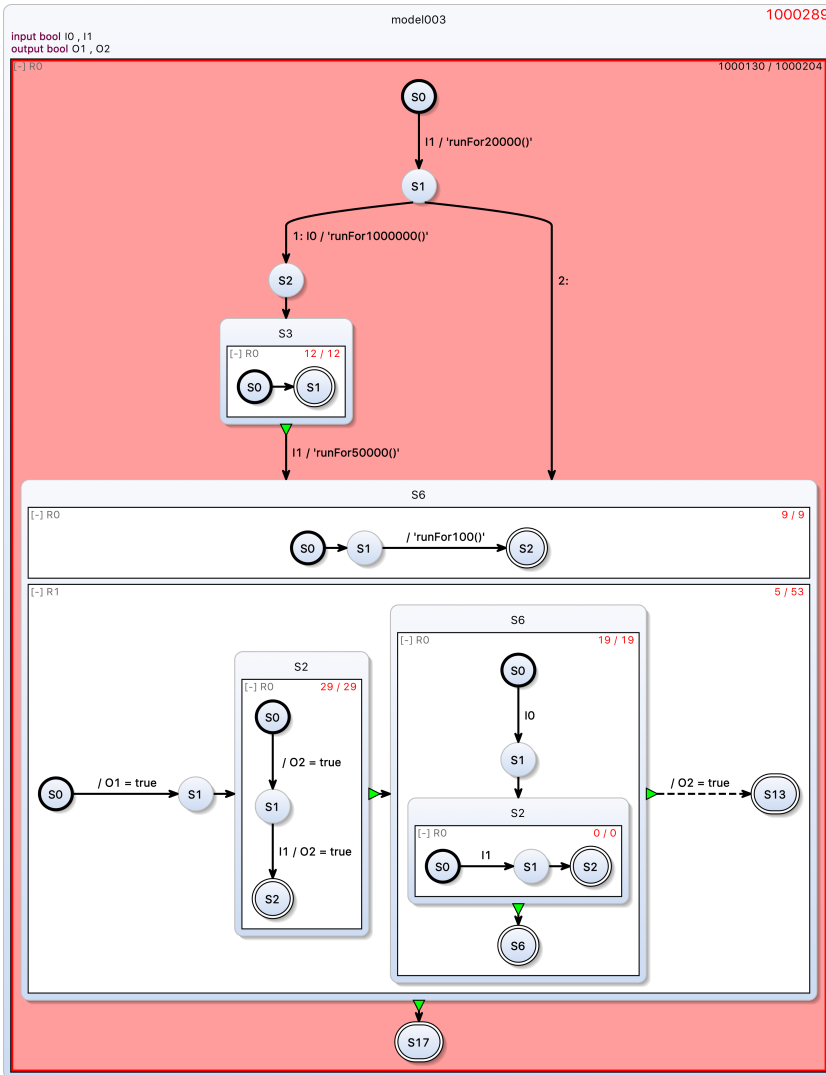 model003
1000289
input bool I0 , I1
output bool O1 , O2
[-] R0
1000130 / 1000204
S0
I1 / 'runFor20000()'
S1
1: I0 / 'runFor1000000()'
2:
S2
S3
[-] R0
12 / 12
S0
S1
I1 / 'runFor50000()'
S6
[-] R0
9 / 9
S0
S1
/ 'runFor100()'
S2
[-] R1
5 / 53
S0
/ O1 = true
S1
S2
[-] R0
29 / 29
S0
/ O2 = true
S1
I1 / O2 = true
S2
S6
[-] R0
19 / 19
S0
I0
S1
S2
[-] R0
0 / 0
S0
I1
S1
S2
S6
/ O2 = true
S13
S17